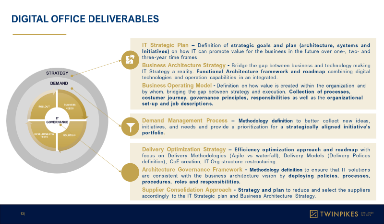 DIGITAL OFFICE DELIVERABLES
STRATEGY
DEMAND
GOVERNANCE
IT Strategic Plan – Definition of strategic goals and plan (architecture, systems and
initiatives) on how IT can promote value for the business in the future over one-, two- and
three-year time frames.
Business Architecture Strategy – Bridge the gap between business and technology making
IT Strategy a reality. Functional Architecture framework and roadmap combining digital
technologies and operation capabilities in an integrated
Business Operating Model – Definition on how value is created within the organization and
by whom, bringing the gap between strategy and execution. Collection of processes,
customer journey, governance principles, responsibilities as well as the organizational
set-up and job descriptions.
Demand Management Process – Methodology definition to better collect new ideas,
initiatives, and needs and provide a prioritization for a strategically aligned initiative's
portfolio.
Delivery Optimization Strategy – Efficiency optimization approach and roadmap with
focus on Delivery Methodologies (Agile vs waterfall), Delivery Models (Delivery Policies
definition), CoE function, IT Org. structure redesigning.
Architecture Governance Framework – Methodology definition to ensure that IT solutions
are consistent with the business architecture vision by deploying policies, processes,
procedures, roles and responsibilities.
Supplier Consolidation Approach – Strategy and plan to reduce and select the suppliers
accordingly to the IT Strategic plan and Business Architecture Strategy.
TWINPIKES